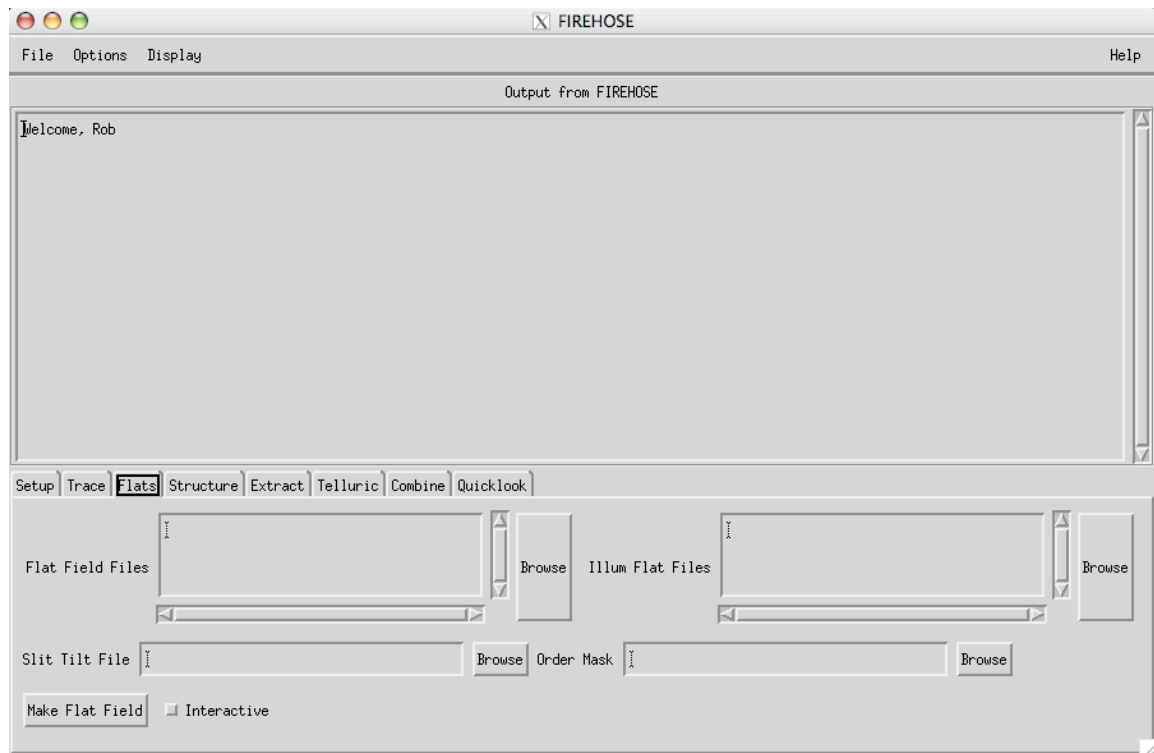 FIREHOSE
File Options Display Help
Output from FIREHOSE
Welcome, Rob
Setup Trace Flats Structure Extract Telluric Combine Quicklook
Flat Field Files Browse Illum Flat Files Browse
Slit Tilt File Browse Order Mask Browse
Make Flat Field Interactive